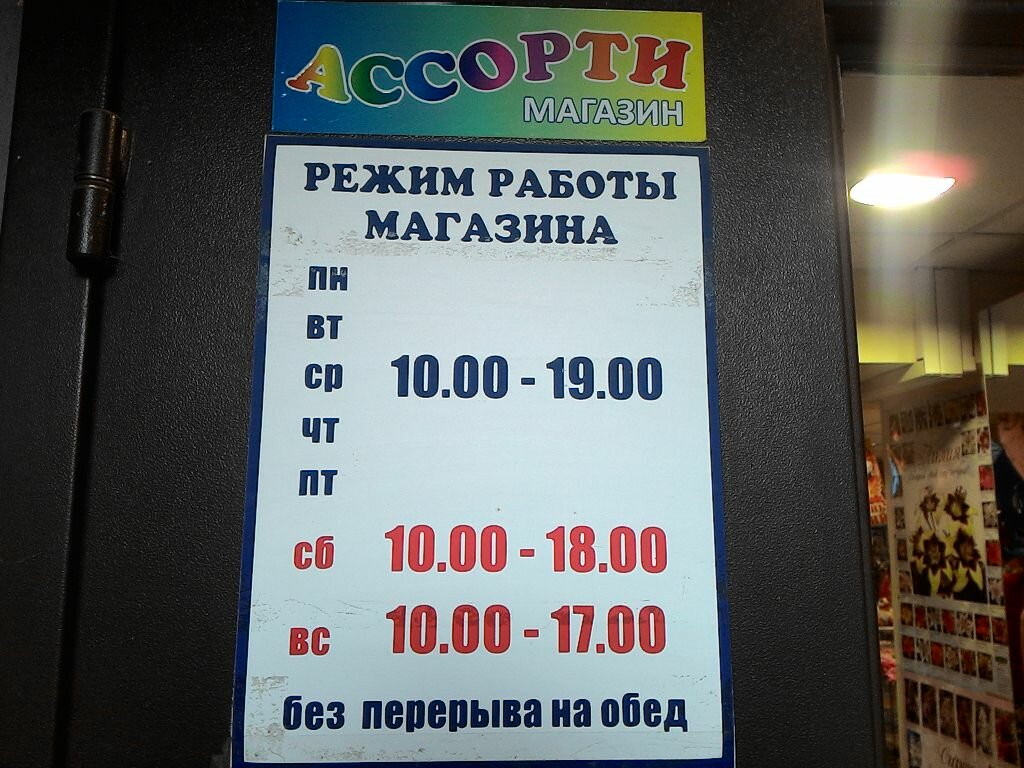 АССОРТИ
МАГАЗИН
РЕЖИМ РАБОТЫ
МАГАЗИНА
пн
вт
ср 10.00 - 19.00
чт
пт
сб 10.00 - 18.00
вс 10.00 - 17.00
без перерыва на обед